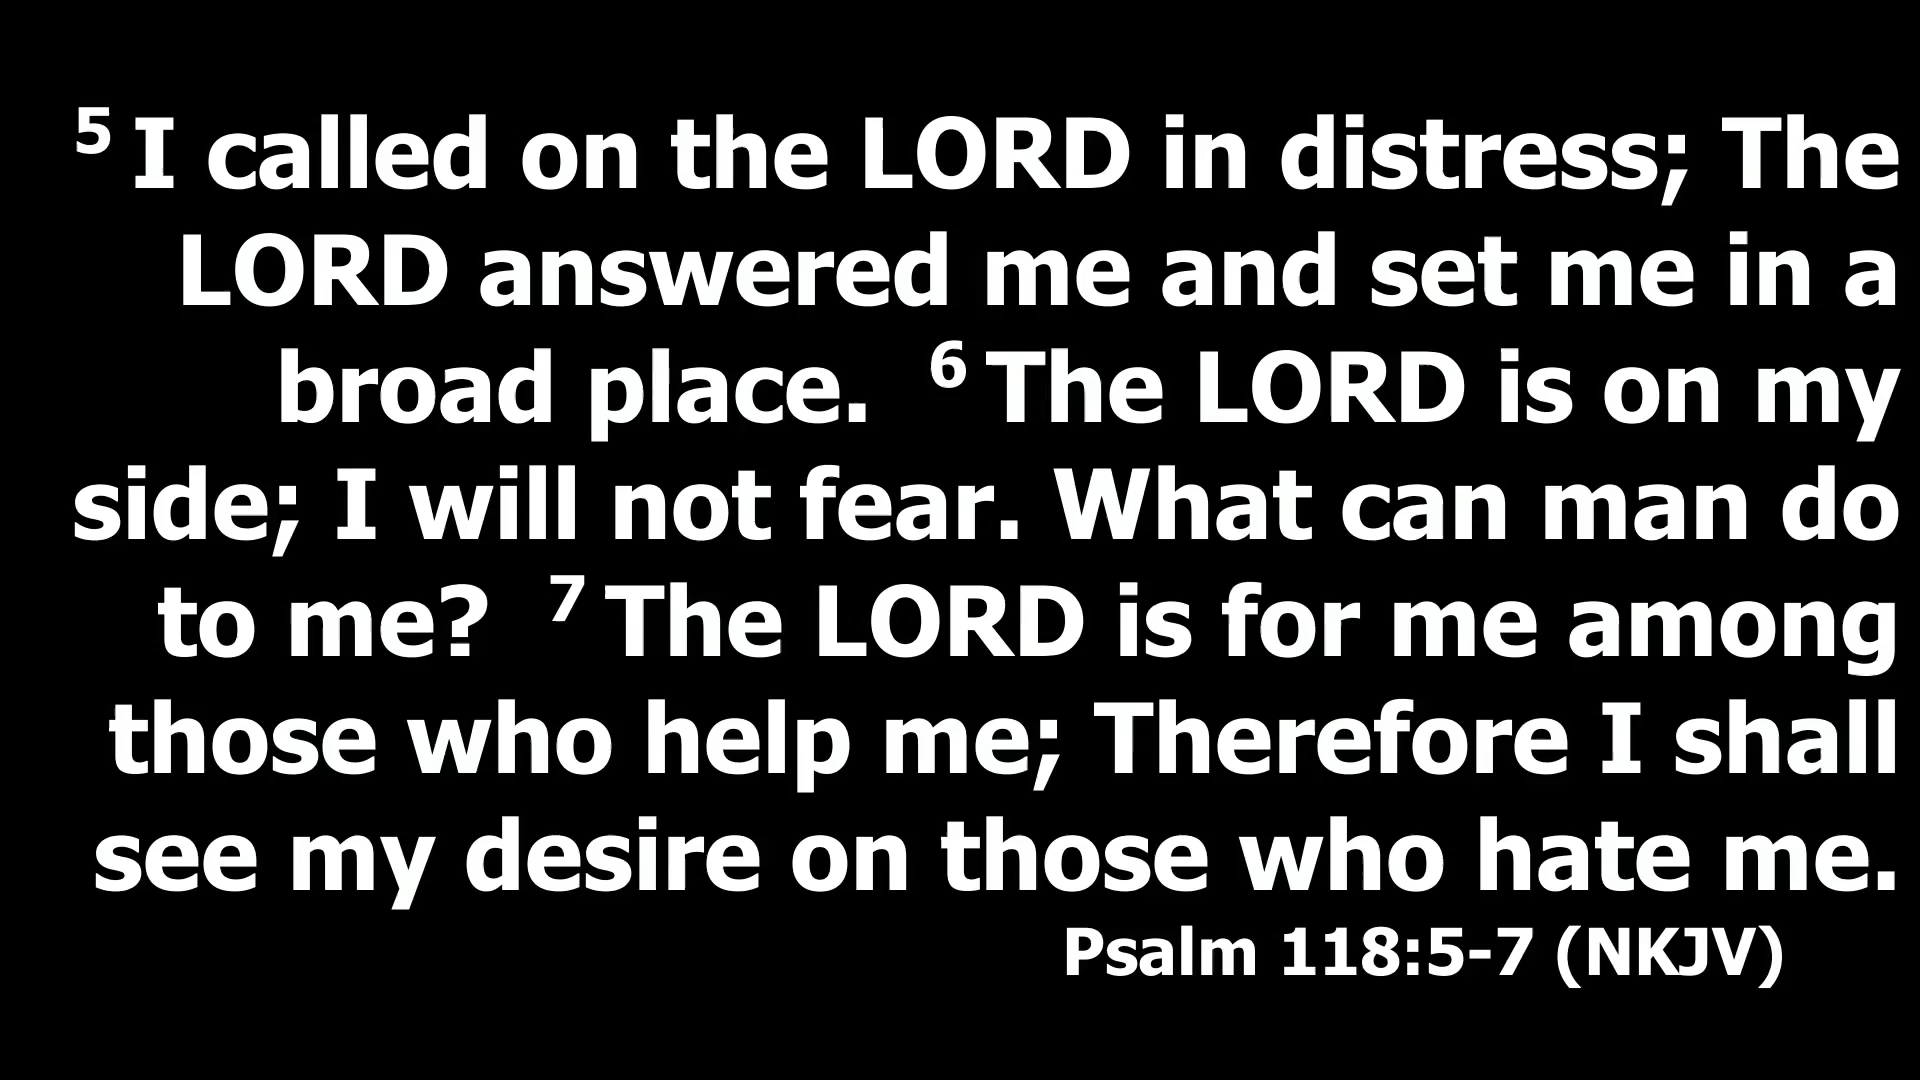 5 I called on the LORD in distress; The
LORD answered me and set me in a
broad place. 6 The LORD is on my
side; I will not fear. What can man do
to me? 7 The LORD is for me among
those who help me; Therefore I shall
see my desire on those who hate me.
Psalm 118:5-7 (NKJV)